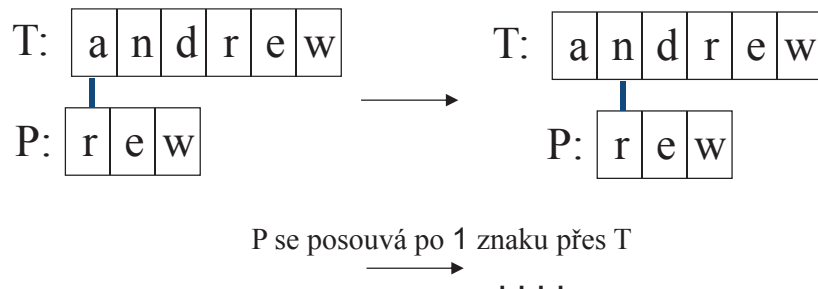 T: a n d r e w
P: r e w
T: a n d r e w
P: r e w
P se posouvá po 1 znaku přes T
. . . .